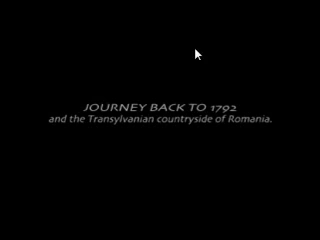 JOURNEY BACK TO 1792
and the Transylvanian countryside of Romania.